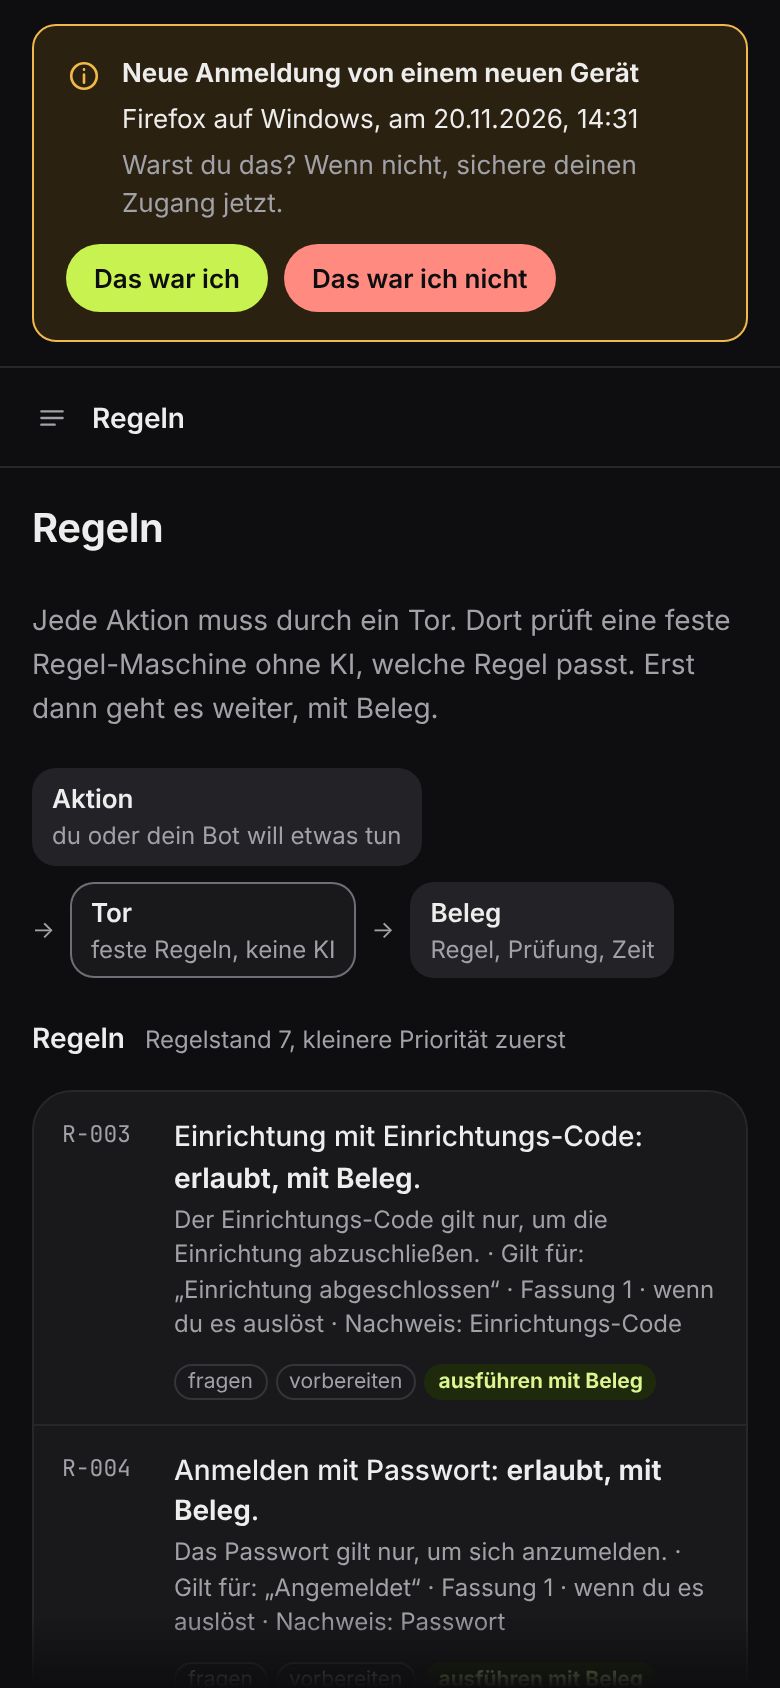 Neue Anmeldung von einem neuen Gerät
Firefox auf Windows, am 20.11.2026, 14:31
Warst du das? Wenn nicht, sichere deinen
Zugang jetzt.
Das war ich
Das war ich nicht
Regeln
Regeln
Jede Aktion muss durch ein Tor. Dort prüft eine feste
Regel-Maschine ohne KI, welche Regel passt. Erst
dann geht es weiter, mit Beleg.
Aktion
du oder dein Bot will etwas tun
→ Tor
feste Regeln, keine KI
→ Beleg
Regel, Prüfung, Zeit
Regeln Regelstand 7, kleinere Priorität zuerst
R-003 Einrichtung mit Einrichtungs-Code:
erlaubt, mit Beleg.
Der Einrichtungs-Code gilt nur, um die
Einrichtung abzuschließen. · Gilt für:
„Einrichtung abgeschlossen“ · Fassung 1 · wenn
du es auslöst · Nachweis: Einrichtungs-Code
fragen vorbereiten ausführen mit Beleg
R-004 Anmelden mit Passwort: erlaubt, mit
Beleg.
Das Passwort gilt nur, um sich anzumelden. ·
Gilt für: „Angemeldet“ · Fassung 1 · wenn du es
auslöst · Nachweis: Passwort
fragen vorbereiten ausführen mit Beleg